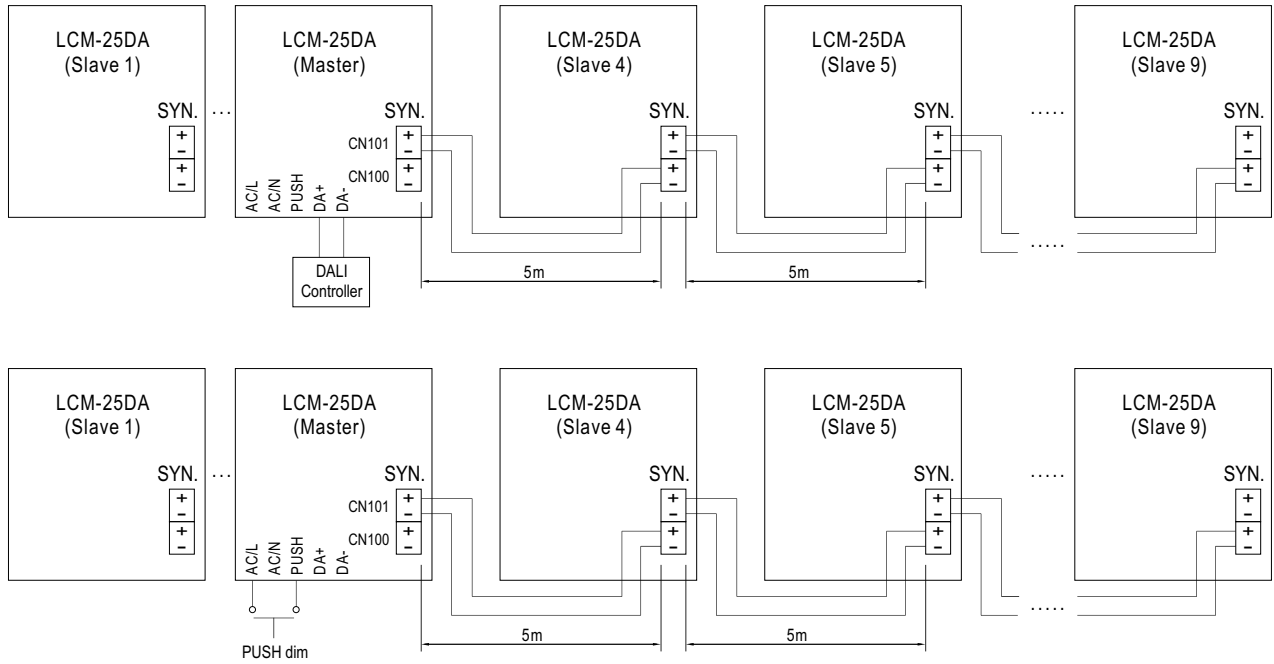 LCM-25DA
(Slave 1)
LCM-25DA
(Master)
LCM-25DA
(Slave 4)
LCM-25DA
(Slave 5)
LCM-25DA
(Slave 9)
SYN.
...
SYN.
SYN.
SYN.
.....
SYN.
+
-
+
-
CN101
CN100
+
-
+
-
+
-
+
-
+
-
+
-
+
-
+
-
AC/L
AC/N
PUSH
DA+
DA-
.....
DALI
Controller
5m
5m
LCM-25DA
(Slave 1)
LCM-25DA
(Master)
LCM-25DA
(Slave 4)
LCM-25DA
(Slave 5)
LCM-25DA
(Slave 9)
SYN.
...
SYN.
SYN.
SYN.
.....
SYN.
+
-
+
-
CN101
CN100
+
-
+
-
+
-
+
-
+
-
+
-
+
-
+
-
AC/L
AC/N
PUSH
DA+
DA-
.....
PUSH dim
5m
5m